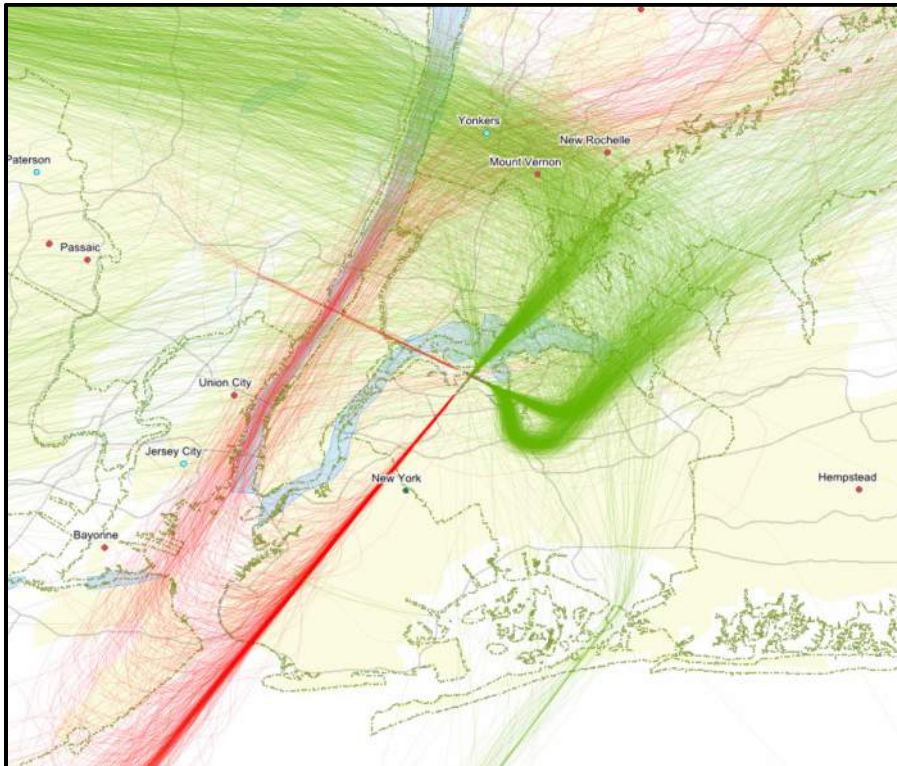 Yonkers
New Rochelle
Mount Vernon
Paterson
Passaic
Union City
Jersey City
New York
Hempstead
Bayonne